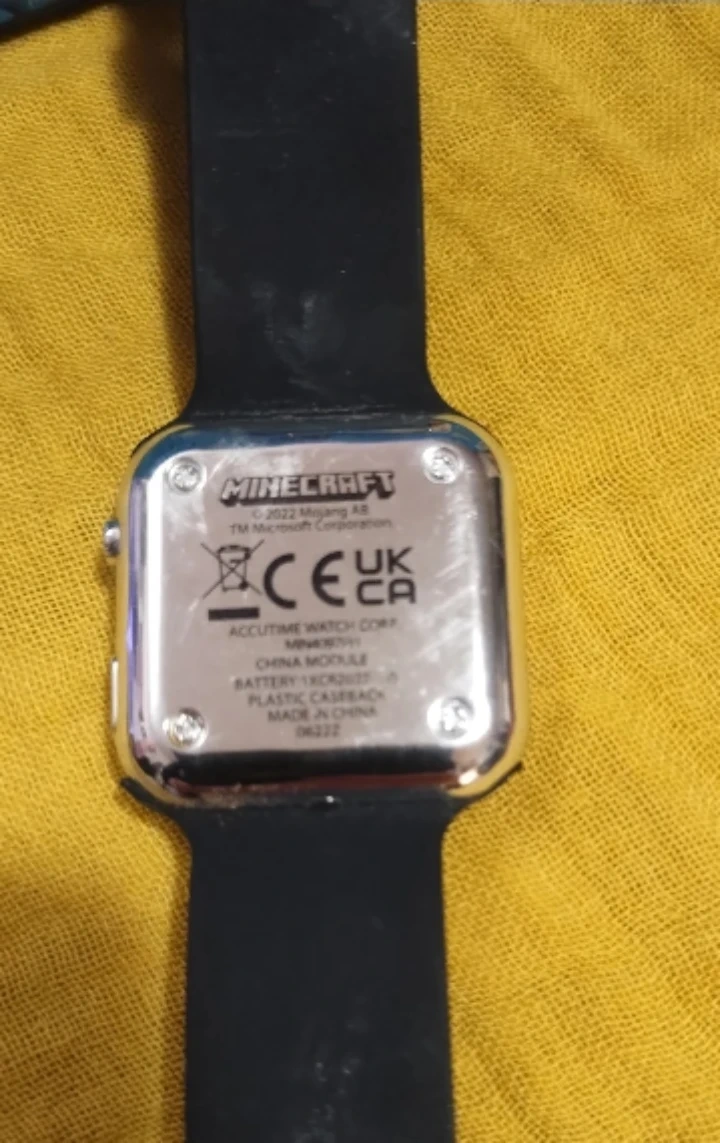 MINECRAFT
© 2022 Mojang AB
TM Microsoft Corporation
CE UK
CA
ACCUTIME WATCH CORP
CHINA MODULE
PLASTIC CASEBACK
MADE IN CHINA
06222